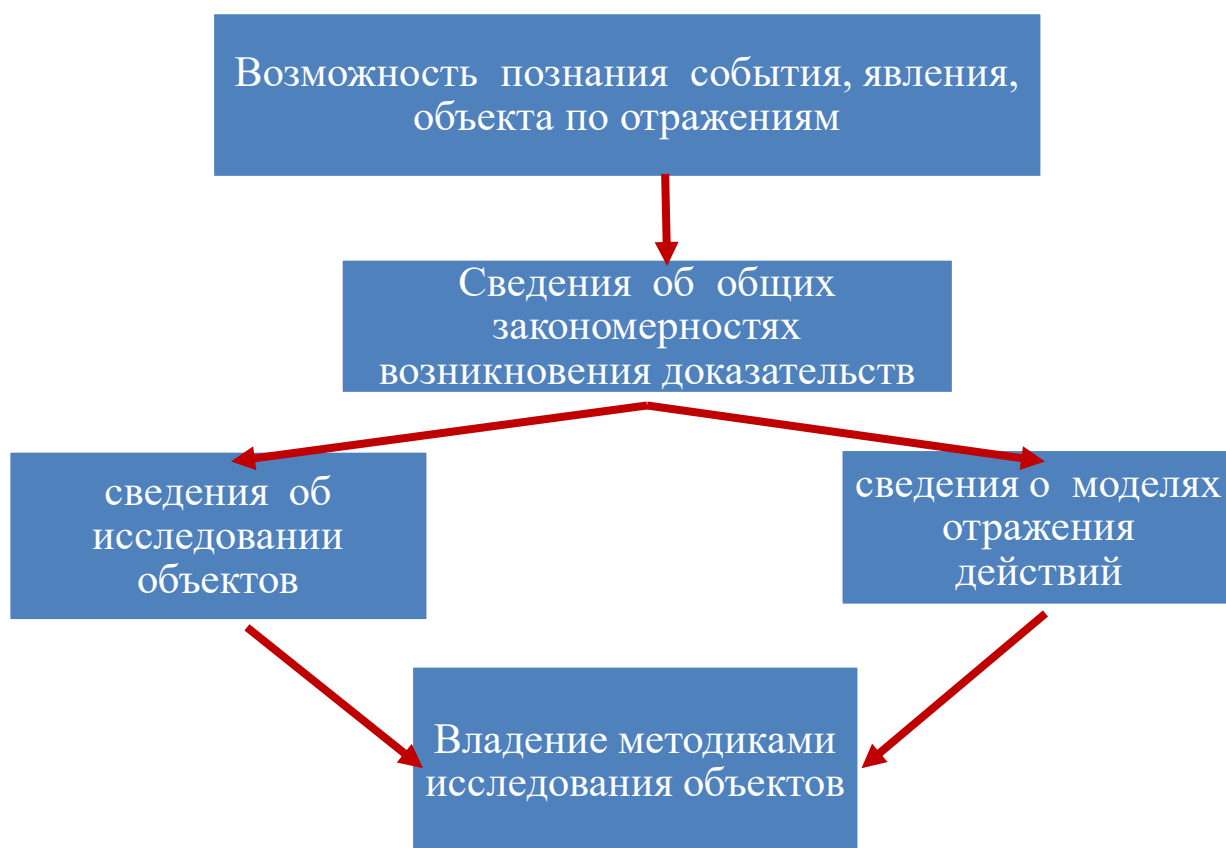 Возможность познания события, явления,
объекта по отражениям
Сведения об общих
закономерностях
возникновения доказательств
сведения об
исследовании
объектов
сведения о моделях
отражения
действий
Владение методиками
исследования объектов